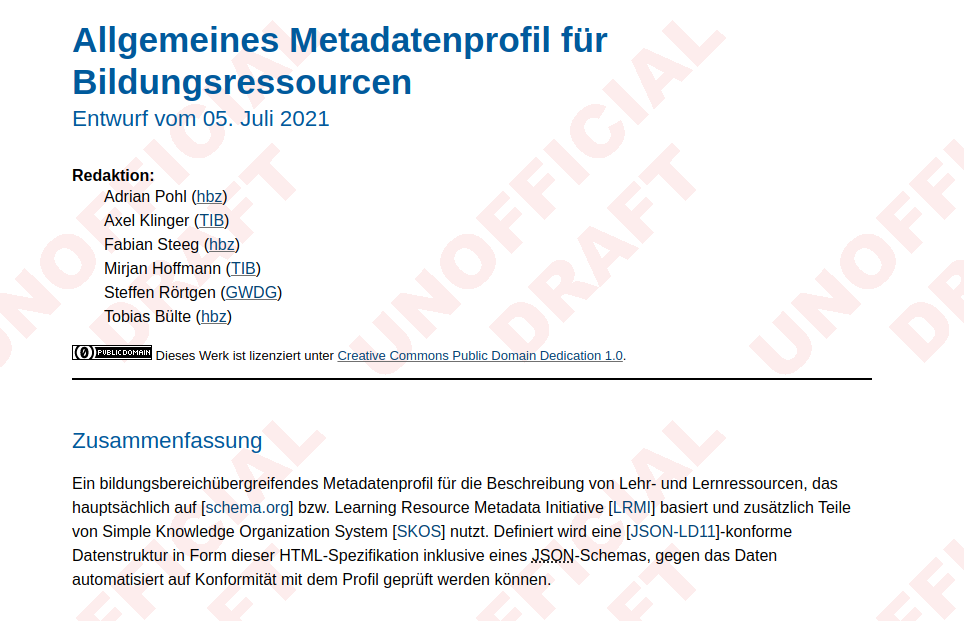 Allgemeines Metadatenprofil für
Bildungsressourcen
Entwurf vom 05. Juli 2021
Redaktion:
Adrian Pohl (hbz)
Axel Klinger (TIB)
Fabian Steeg (hbz)
Mirjan Hoffmann (TIB)
Steffen Rörtgen (GWDG)
Tobias Bülte (hbz)
PUBLIC DOMAIN Dieses Werk ist lizenziert unter Creative Commons Public Domain Dedication 1.0.
Zusammenfassung
Ein bildungsbereichübergreifendes Metadatenprofil für die Beschreibung von Lehr- und Lernressourcen, das
hauptsächlich auf [schema.org] bzw. Learning Resource Metadata Initiative [LRMI] basiert und zusätzlich Teile
von Simple Knowledge Organization System [SKOS] nutzt. Definiert wird eine [JSON-LD11]-konforme
Datenstruktur in Form dieser HTML-Spezifikation inklusive eines JSON-Schemas, gegen das Daten
automatisiert auf Konformität mit dem Profil geprüft werden können.
UNOFFICIAL
DRAFT